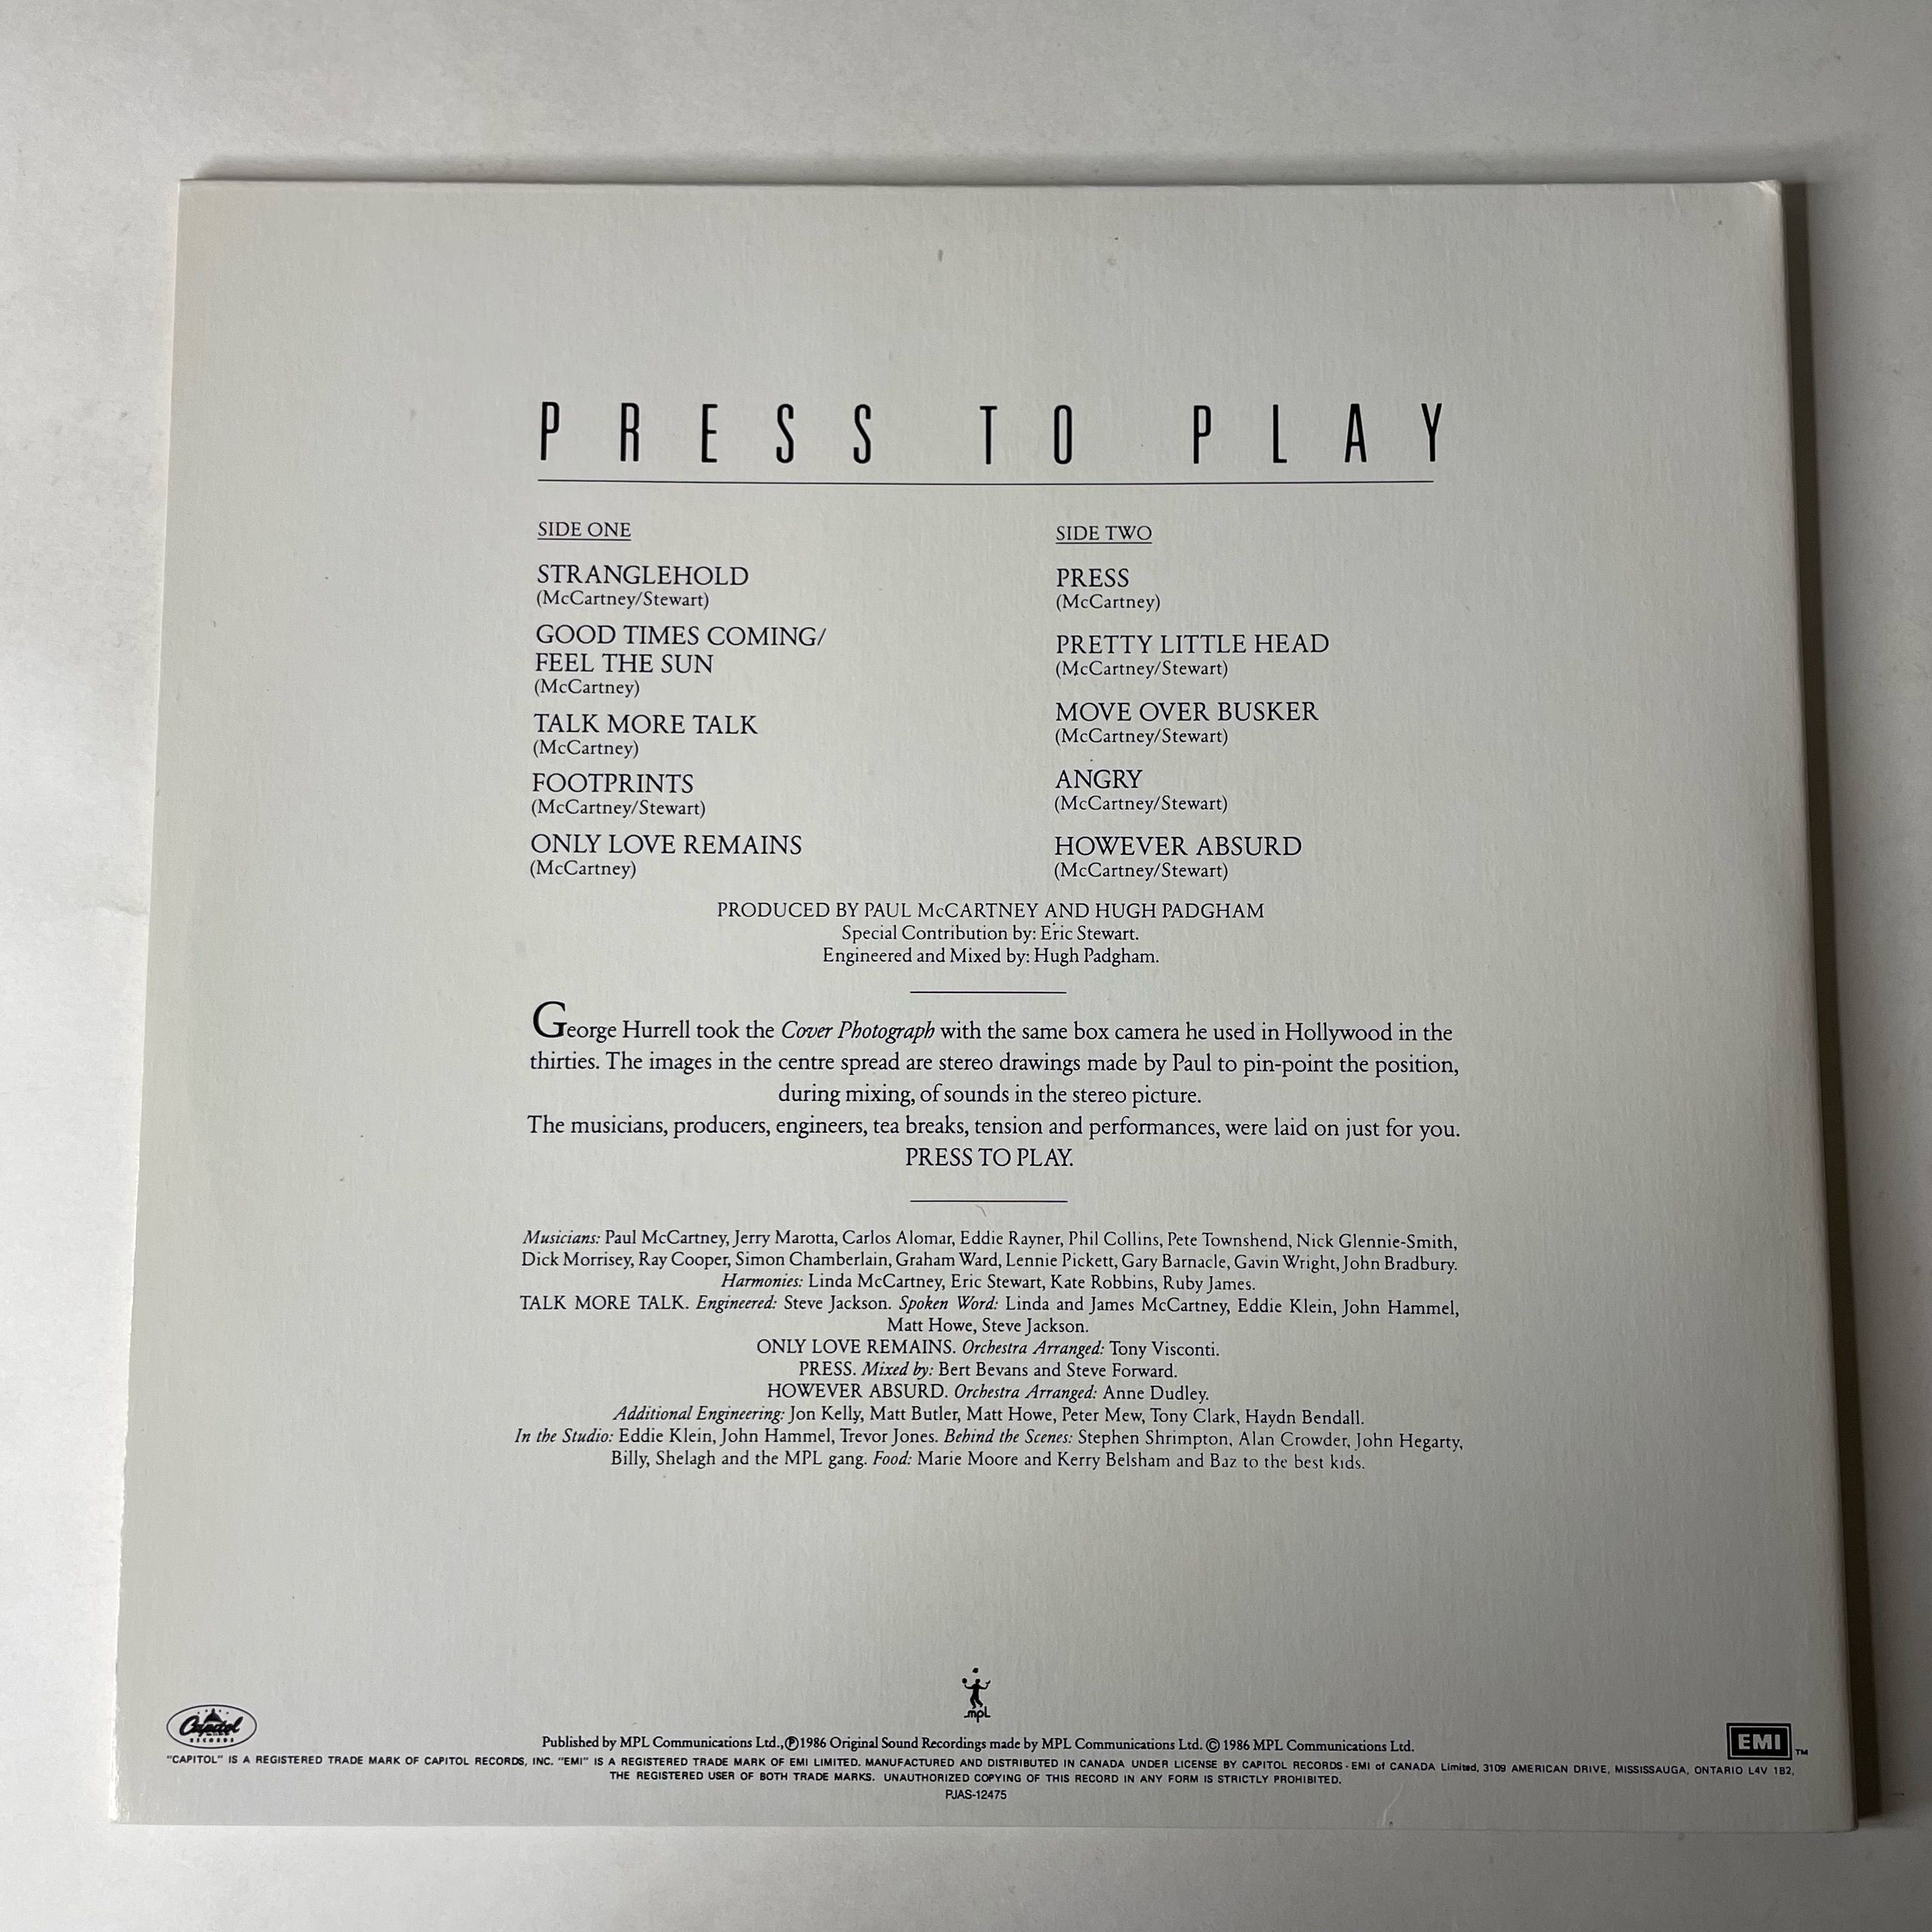 PRESS TO PLAY
SIDE ONE
STRANGLEHOLD
(McCartney/Stewart)
GOOD TIMES COMING/
FEEL THE SUN
(McCartney)
TALK MORE TALK
(McCartney)
FOOTPRINTS
(McCartney/Stewart)
ONLY LOVE REMAINS
(McCartney)
SIDE TWO
PRESS
(McCartney)
PRETTY LITTLE HEAD
(McCartney/Stewart)
MOVE OVER BUSKER
(McCartney/Stewart)
ANGRY
(McCartney/Stewart)
HOWEVER ABSURD
(McCartney/Stewart)
PRODUCED BY PAUL McCARTNEY AND HUGH PADGHAM
Special Contribution by: Eric Stewart.
Engineered and Mixed by: Hugh Padgham.
George Hurrell took the Cover Photograph with the same box camera he used in Hollywood in the
thirties. The images in the centre spread are stereo drawings made by Paul to pin-point the position,
during mixing, of sounds in the stereo picture.
The musicians, producers, engineers, tea breaks, tension and performances, were laid on just for you.
PRESS TO PLAY.
Musicians: Paul McCartney, Jerry Marotta, Carlos Alomar, Eddie Rayner, Phil Collins, Pete Townshend, Nick Glennie-Smith,
Dick Morrisey, Ray Cooper, Simon Chamberlain, Graham Ward, Lennie Pickett, Gary Barnacle, Gavin Wright, John Bradbury.
Harmonies: Linda McCartney, Eric Stewart, Kate Robbins, Ruby James.
TALK MORE TALK. Engineered: Steve Jackson. Spoken Word: Linda and James McCartney, Eddie Klein, John Hammel,
Matt Howe, Steve Jackson.
ONLY LOVE REMAINS. Orchestra Arranged: Tony Visconti.
PRESS. Mixed by: Bert Bevans and Steve Forward.
HOWEVER ABSURD. Orchestra Arranged: Anne Dudley.
Additional Engineering: Jon Kelly, Matt Butler, Matt Howe, Peter Mew, Tony Clark, Haydn Bendall.
In the Studio: Eddie Klein, John Hammel, Trevor Jones. Behind the Scenes: Stephen Shrimpton, Alan Crowder, John Hegarty,
Billy, Shelagh and the MPL gang. Food: Marie Moore and Kerry Belsham and Baz to the best kids.
mpL
Capitol
RECORDS
EMI TM
Published by MPL Communications Ltd., ℗1986 Original Sound Recordings made by MPL Communications Ltd. © 1986 MPL Communications Ltd.
"CAPITOL" IS A REGISTERED TRADE MARK OF CAPITOL RECORDS, INC. "EMI" IS A REGISTERED TRADE MARK OF EMI LIMITED. MANUFACTURED AND DISTRIBUTED IN CANADA UNDER LICENSE BY CAPITOL RECORDS - EMI of CANADA Limited, 3109 AMERICAN DRIVE, MISSISSAUGA, ONTARIO L4V 1B2,
THE REGISTERED USER OF BOTH TRADE MARKS. UNAUTHORIZED COPYING OF THIS RECORD IN ANY FORM IS STRICTLY PROHIBITED.
PJAS-12475